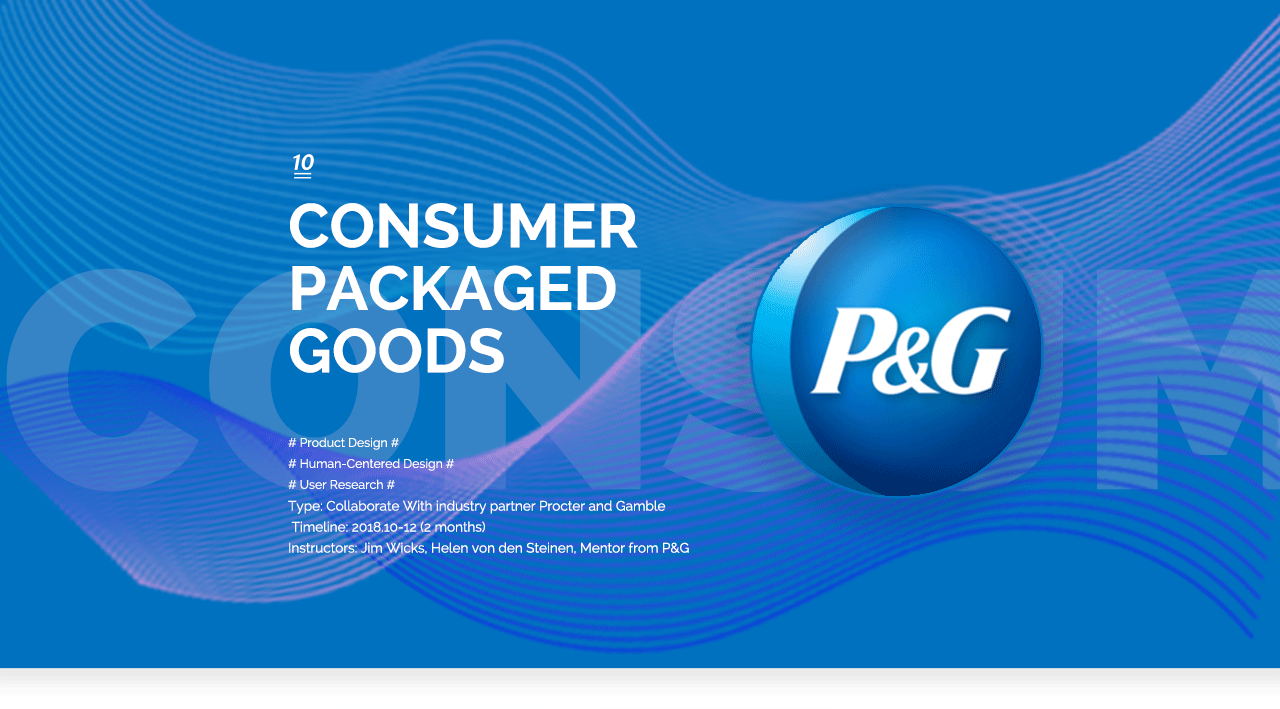 10
CONSUMER
PACKAGED
GOODS
CONSUM
P&G
# Product Design #
# Human-Centered Design #
# User Research #
Type: Collaborate With industry partner Procter and Gamble
Timeline: 2018.10-12 (2 months)
Instructors: Jim Wicks, Helen von den Steinen, Mentor from P&G